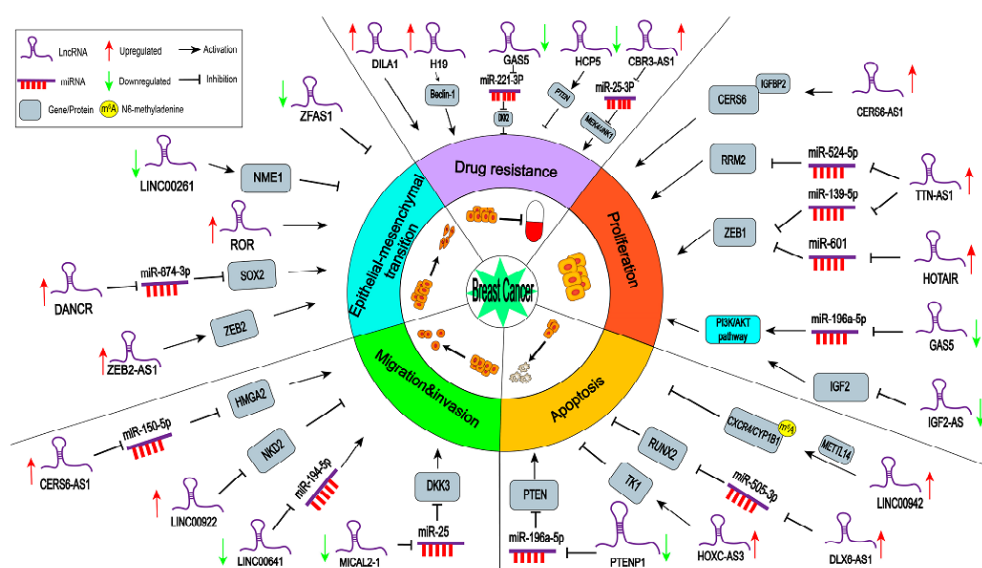 LncRNA
Upregulated
Activation
miRNA
Downregulated
Inhibition
Gene/Protein
m⁶A
N6-methyladenine
DILA1
H19
GAS5
HCP5
CBR3-AS1
Beclin-1
miR-221-3P
DKK2
PTEN
miR-25-3P
MEK4/JNK1
ZFAS1
LINC00261
NME1
ROR
DANCR
miR-874-3p
SOX2
ZEB2-AS1
ZEB2
CERS6
IGFBP2
CERS6-AS1
RRM2
miR-524-5p
miR-139-5p
TTN-AS1
ZEB1
miR-601
HOTAIR
PI3K/AKT
pathway
miR-196a-5p
GAS5
IGF2
IGF2-AS
Drug resistance
Epithelial-mesenchymal
transition
Proliferation
Breast Cancer
Migration&invasion
Apoptosis
CERS6-AS1
miR-150-5p
HMGA2
LINC00922
NKD2
LINC00641
miR-194-5p
MICAL2-1
miR-25
DKK3
PTEN
miR-196a-5p
PTENP1
TK1
HOXC-AS3
RUNX2
miR-505-3p
DLX6-AS1
CXCR4/CYP1B1
m⁶A
METTL14
LINC00942